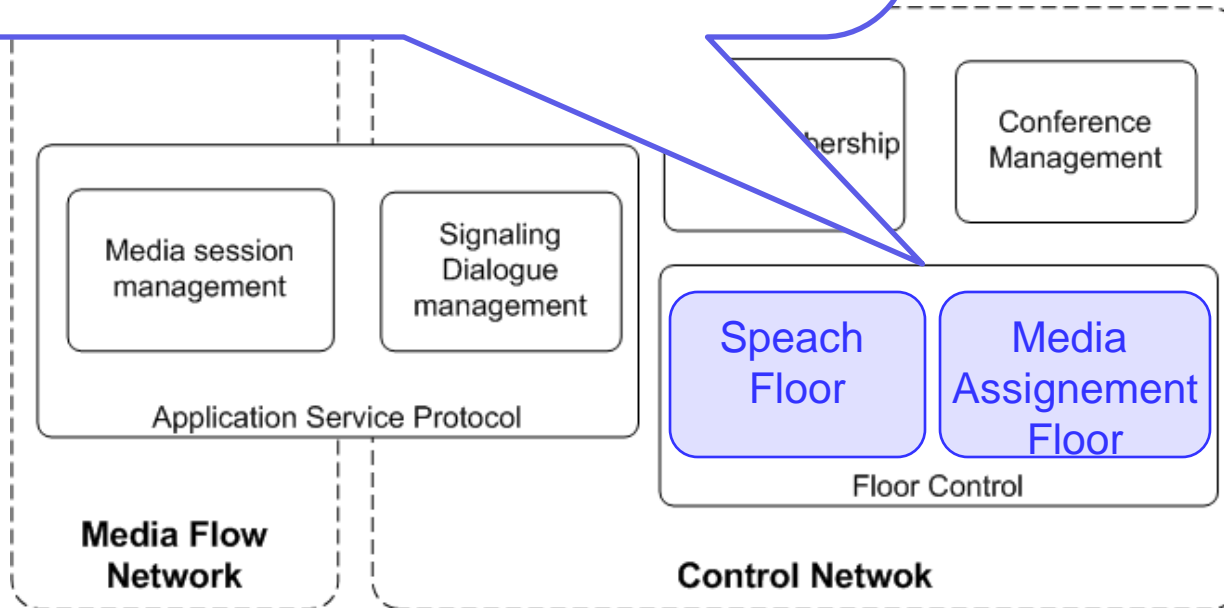 Conference
Management
Media session
management
Signaling
Dialogue
management
Speach
Floor
Media
Assignement
Floor
Application Service Protocol
Floor Control
Media Flow
Network
Control Netwok